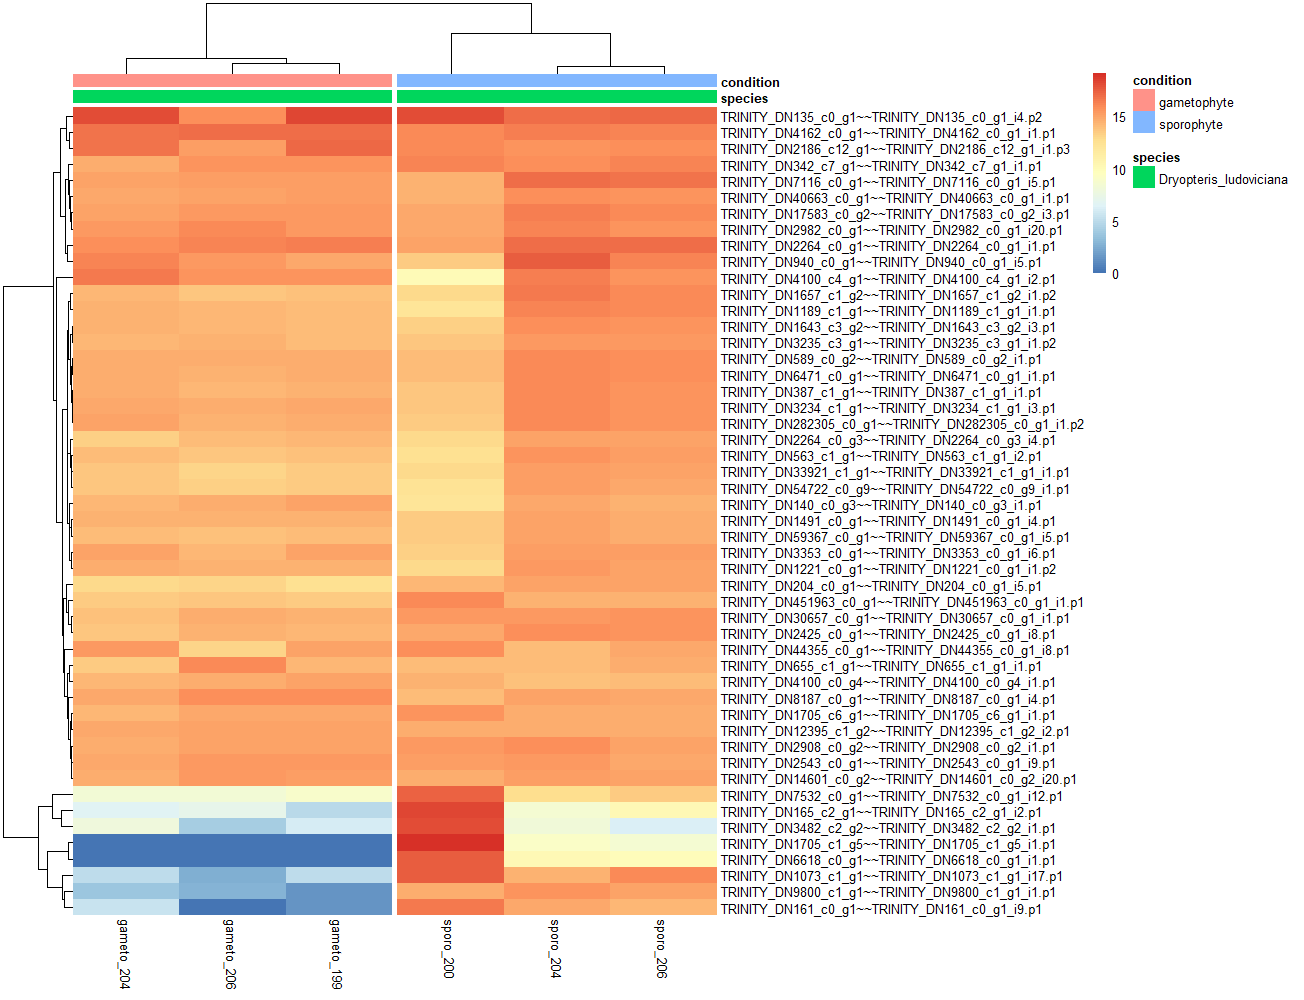 condition
species
TRINITY_DN135_c0_g1~~TRINITY_DN135_c0_g1_i4.p2
TRINITY_DN4162_c0_g1~~TRINITY_DN4162_c0_g1_i1.p1
TRINITY_DN2186_c12_g1~~TRINITY_DN2186_c12_g1_i1.p3
TRINITY_DN342_c7_g1~~TRINITY_DN342_c7_g1_i1.p1
TRINITY_DN7116_c0_g1~~TRINITY_DN7116_c0_g1_i5.p1
TRINITY_DN40663_c0_g1~~TRINITY_DN40663_c0_g1_i1.p1
TRINITY_DN17583_c0_g2~~TRINITY_DN17583_c0_g2_i3.p1
TRINITY_DN2982_c0_g1~~TRINITY_DN2982_c0_g1_i20.p1
TRINITY_DN2264_c0_g1~~TRINITY_DN2264_c0_g1_i1.p1
TRINITY_DN940_c0_g1~~TRINITY_DN940_c0_g1_i5.p1
TRINITY_DN4100_c4_g1~~TRINITY_DN4100_c4_g1_i2.p1
TRINITY_DN1657_c1_g2~~TRINITY_DN1657_c1_g2_i1.p2
TRINITY_DN1189_c1_g1~~TRINITY_DN1189_c1_g1_i1.p1
TRINITY_DN1643_c3_g2~~TRINITY_DN1643_c3_g2_i3.p1
TRINITY_DN3235_c3_g1~~TRINITY_DN3235_c3_g1_i1.p2
TRINITY_DN589_c0_g2~~TRINITY_DN589_c0_g2_i1.p1
TRINITY_DN6471_c0_g1~~TRINITY_DN6471_c0_g1_i1.p1
TRINITY_DN387_c1_g1~~TRINITY_DN387_c1_g1_i1.p1
TRINITY_DN3234_c1_g1~~TRINITY_DN3234_c1_g1_i3.p1
TRINITY_DN282305_c0_g1~~TRINITY_DN282305_c0_g1_i1.p2
TRINITY_DN2264_c0_g3~~TRINITY_DN2264_c0_g3_i4.p1
TRINITY_DN563_c1_g1~~TRINITY_DN563_c1_g1_i2.p1
TRINITY_DN33921_c1_g1~~TRINITY_DN33921_c1_g1_i1.p1
TRINITY_DN54722_c0_g9~~TRINITY_DN54722_c0_g9_i1.p1
TRINITY_DN140_c0_g3~~TRINITY_DN140_c0_g3_i1.p1
TRINITY_DN1491_c0_g1~~TRINITY_DN1491_c0_g1_i4.p1
TRINITY_DN59367_c0_g1~~TRINITY_DN59367_c0_g1_i5.p1
TRINITY_DN3353_c0_g1~~TRINITY_DN3353_c0_g1_i6.p1
TRINITY_DN1221_c0_g1~~TRINITY_DN1221_c0_g1_i1.p2
TRINITY_DN204_c0_g1~~TRINITY_DN204_c0_g1_i5.p1
TRINITY_DN451963_c0_g1~~TRINITY_DN451963_c0_g1_i1.p1
TRINITY_DN30657_c0_g1~~TRINITY_DN30657_c0_g1_i1.p1
TRINITY_DN2425_c0_g1~~TRINITY_DN2425_c0_g1_i8.p1
TRINITY_DN44355_c0_g1~~TRINITY_DN44355_c0_g1_i8.p1
TRINITY_DN655_c1_g1~~TRINITY_DN655_c1_g1_i1.p1
TRINITY_DN4100_c0_g4~~TRINITY_DN4100_c0_g4_i1.p1
TRINITY_DN8187_c0_g1~~TRINITY_DN8187_c0_g1_i4.p1
TRINITY_DN1705_c6_g1~~TRINITY_DN1705_c6_g1_i1.p1
TRINITY_DN12395_c1_g2~~TRINITY_DN12395_c1_g2_i2.p1
TRINITY_DN2908_c0_g2~~TRINITY_DN2908_c0_g2_i1.p1
TRINITY_DN2543_c0_g1~~TRINITY_DN2543_c0_g1_i9.p1
TRINITY_DN14601_c0_g2~~TRINITY_DN14601_c0_g2_i20.p1
TRINITY_DN7532_c0_g1~~TRINITY_DN7532_c0_g1_i12.p1
TRINITY_DN165_c2_g1~~TRINITY_DN165_c2_g1_i2.p1
TRINITY_DN3482_c2_g2~~TRINITY_DN3482_c2_g2_i1.p1
TRINITY_DN1705_c1_g5~~TRINITY_DN1705_c1_g5_i1.p1
TRINITY_DN6618_c0_g1~~TRINITY_DN6618_c0_g1_i1.p1
TRINITY_DN1073_c1_g1~~TRINITY_DN1073_c1_g1_i17.p1
TRINITY_DN9800_c1_g1~~TRINITY_DN9800_c1_g1_i1.p1
TRINITY_DN161_c0_g1~~TRINITY_DN161_c0_g1_i9.p1
gameto_204
gameto_206
gameto_199
sporo_200
sporo_204
sporo_206
15
10
5
0
condition
gametophyte
sporophyte
species
Dryopteris_ludoviciana